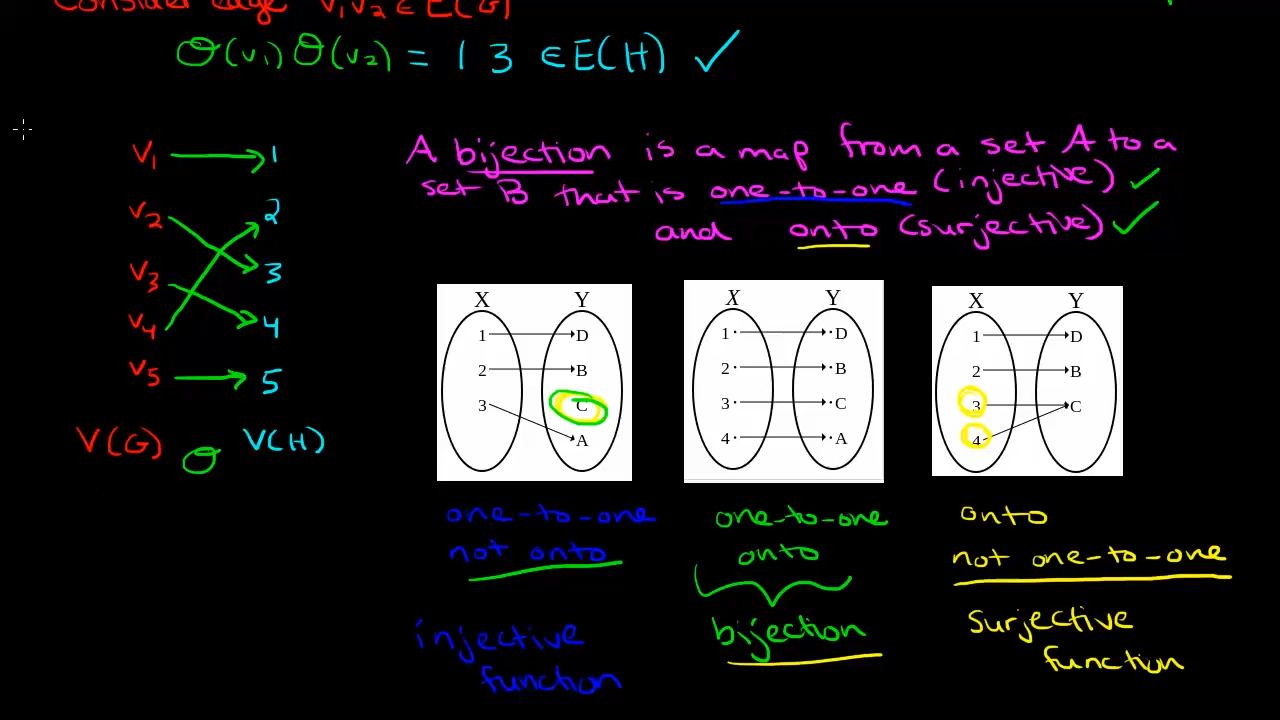 Consider edge v₁v₂ ∈ E(G)
Θ(v₁)Θ(v₂) = 1 3 ∈ E(H) ✓
A bijection is a map from a set A to a
set B that is one-to-one (injective) ✓
and onto (surjective) ✓
v₁ → 1
v₂ 2
v₃ 3
v₄ 4
v₅ → 5
V(G) Θ V(H)
X Y
1 D
2 B
3 C
A
one-to-one
not onto
injective
function
X Y
1 D
2 B
3 C
4 A
one-to-one
onto
bijection
X Y
1 D
2 B
3 C
4
onto
not one-to-one
surjective
function